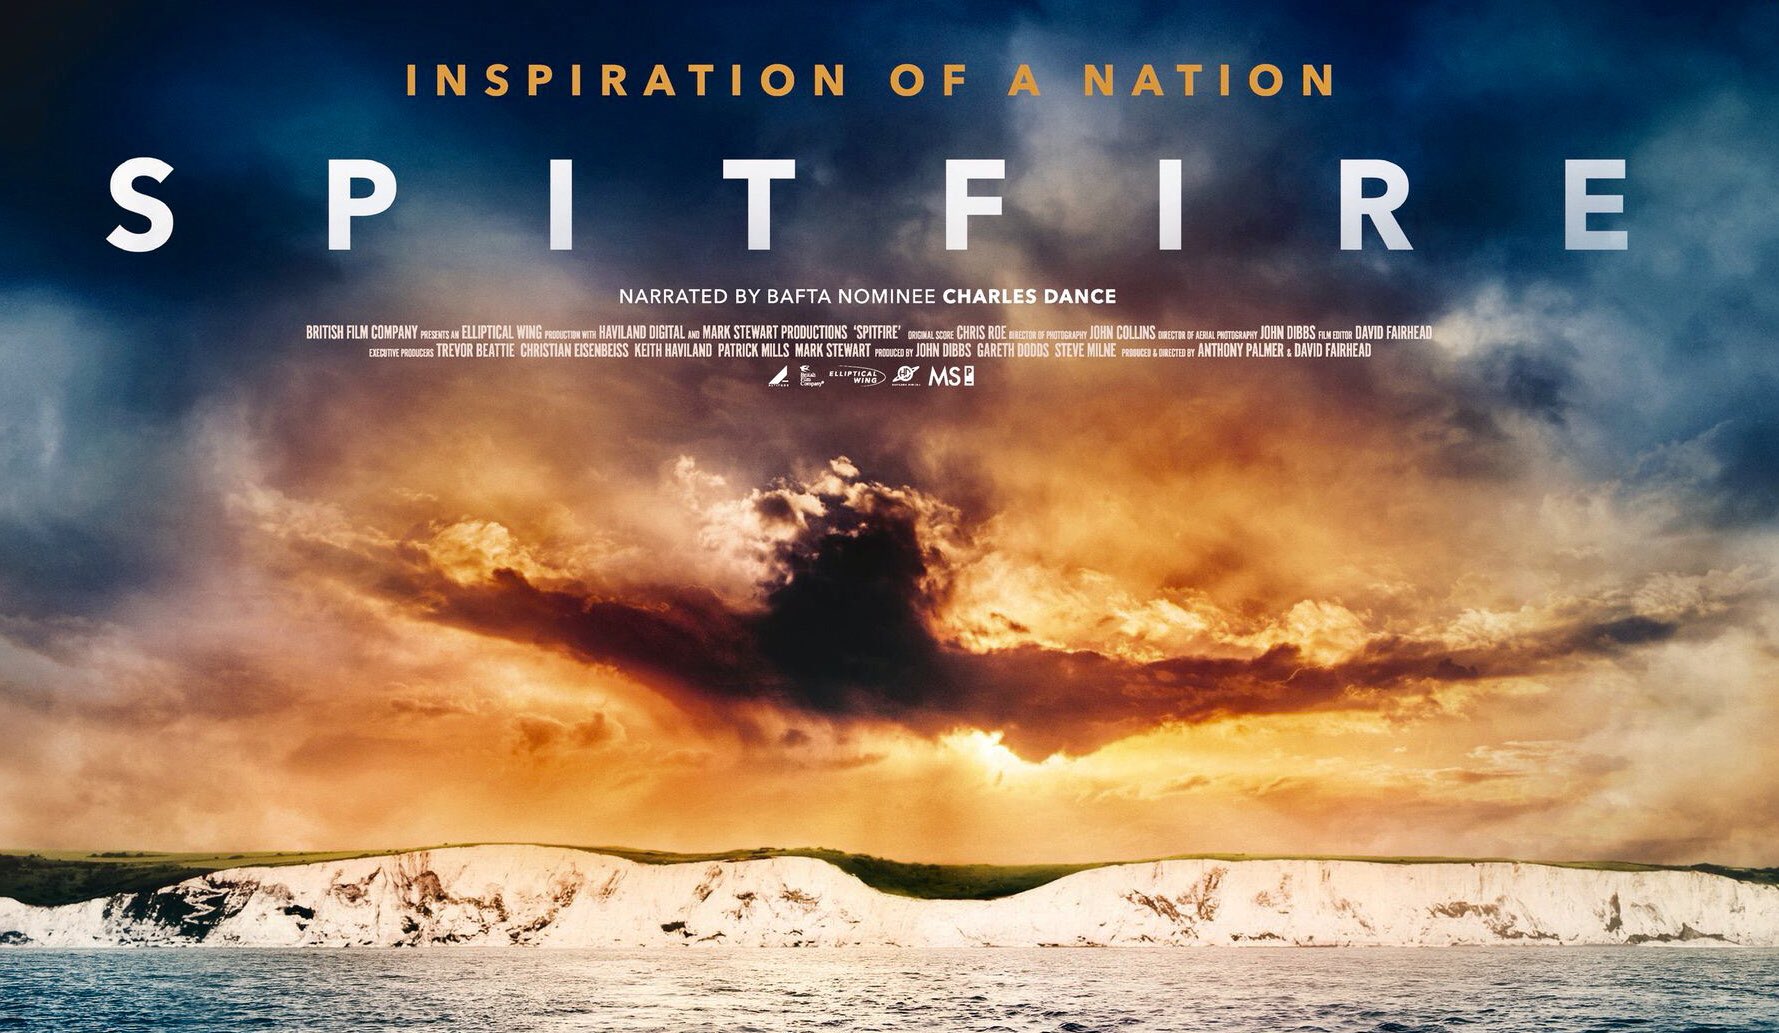 INSPIRATION OF A NATION
SPITFIRE
NARRATED BY BAFTA NOMINEE CHARLES DANCE
BRITISH FILM COMPANY PRESENTS AN ELLIPTICAL WING PRODUCTION WITH HAVILAND DIGITAL AND MARK STEWART PRODUCTIONS 'SPITFIRE' ORIGINAL SCORE CHRIS ROE DIRECTOR OF PHOTOGRAPHY JOHN COLLINS DIRECTOR OF AERIAL PHOTOGRAPHY JOHN DIBBS FILM EDITOR DAVID FAIRHEAD
EXECUTIVE PRODUCERS TREVOR BEATTIE CHRISTIAN EISENBEISS KEITH HAVILAND PATRICK MILLS MARK STEWART PRODUCED BY JOHN DIBBS GARETH DODDS STEVE MILNE PRODUCED & DIRECTED BY ANTHONY PALMER & DAVID FAIRHEAD
British Film Company ELLIPTICAL WING MS P